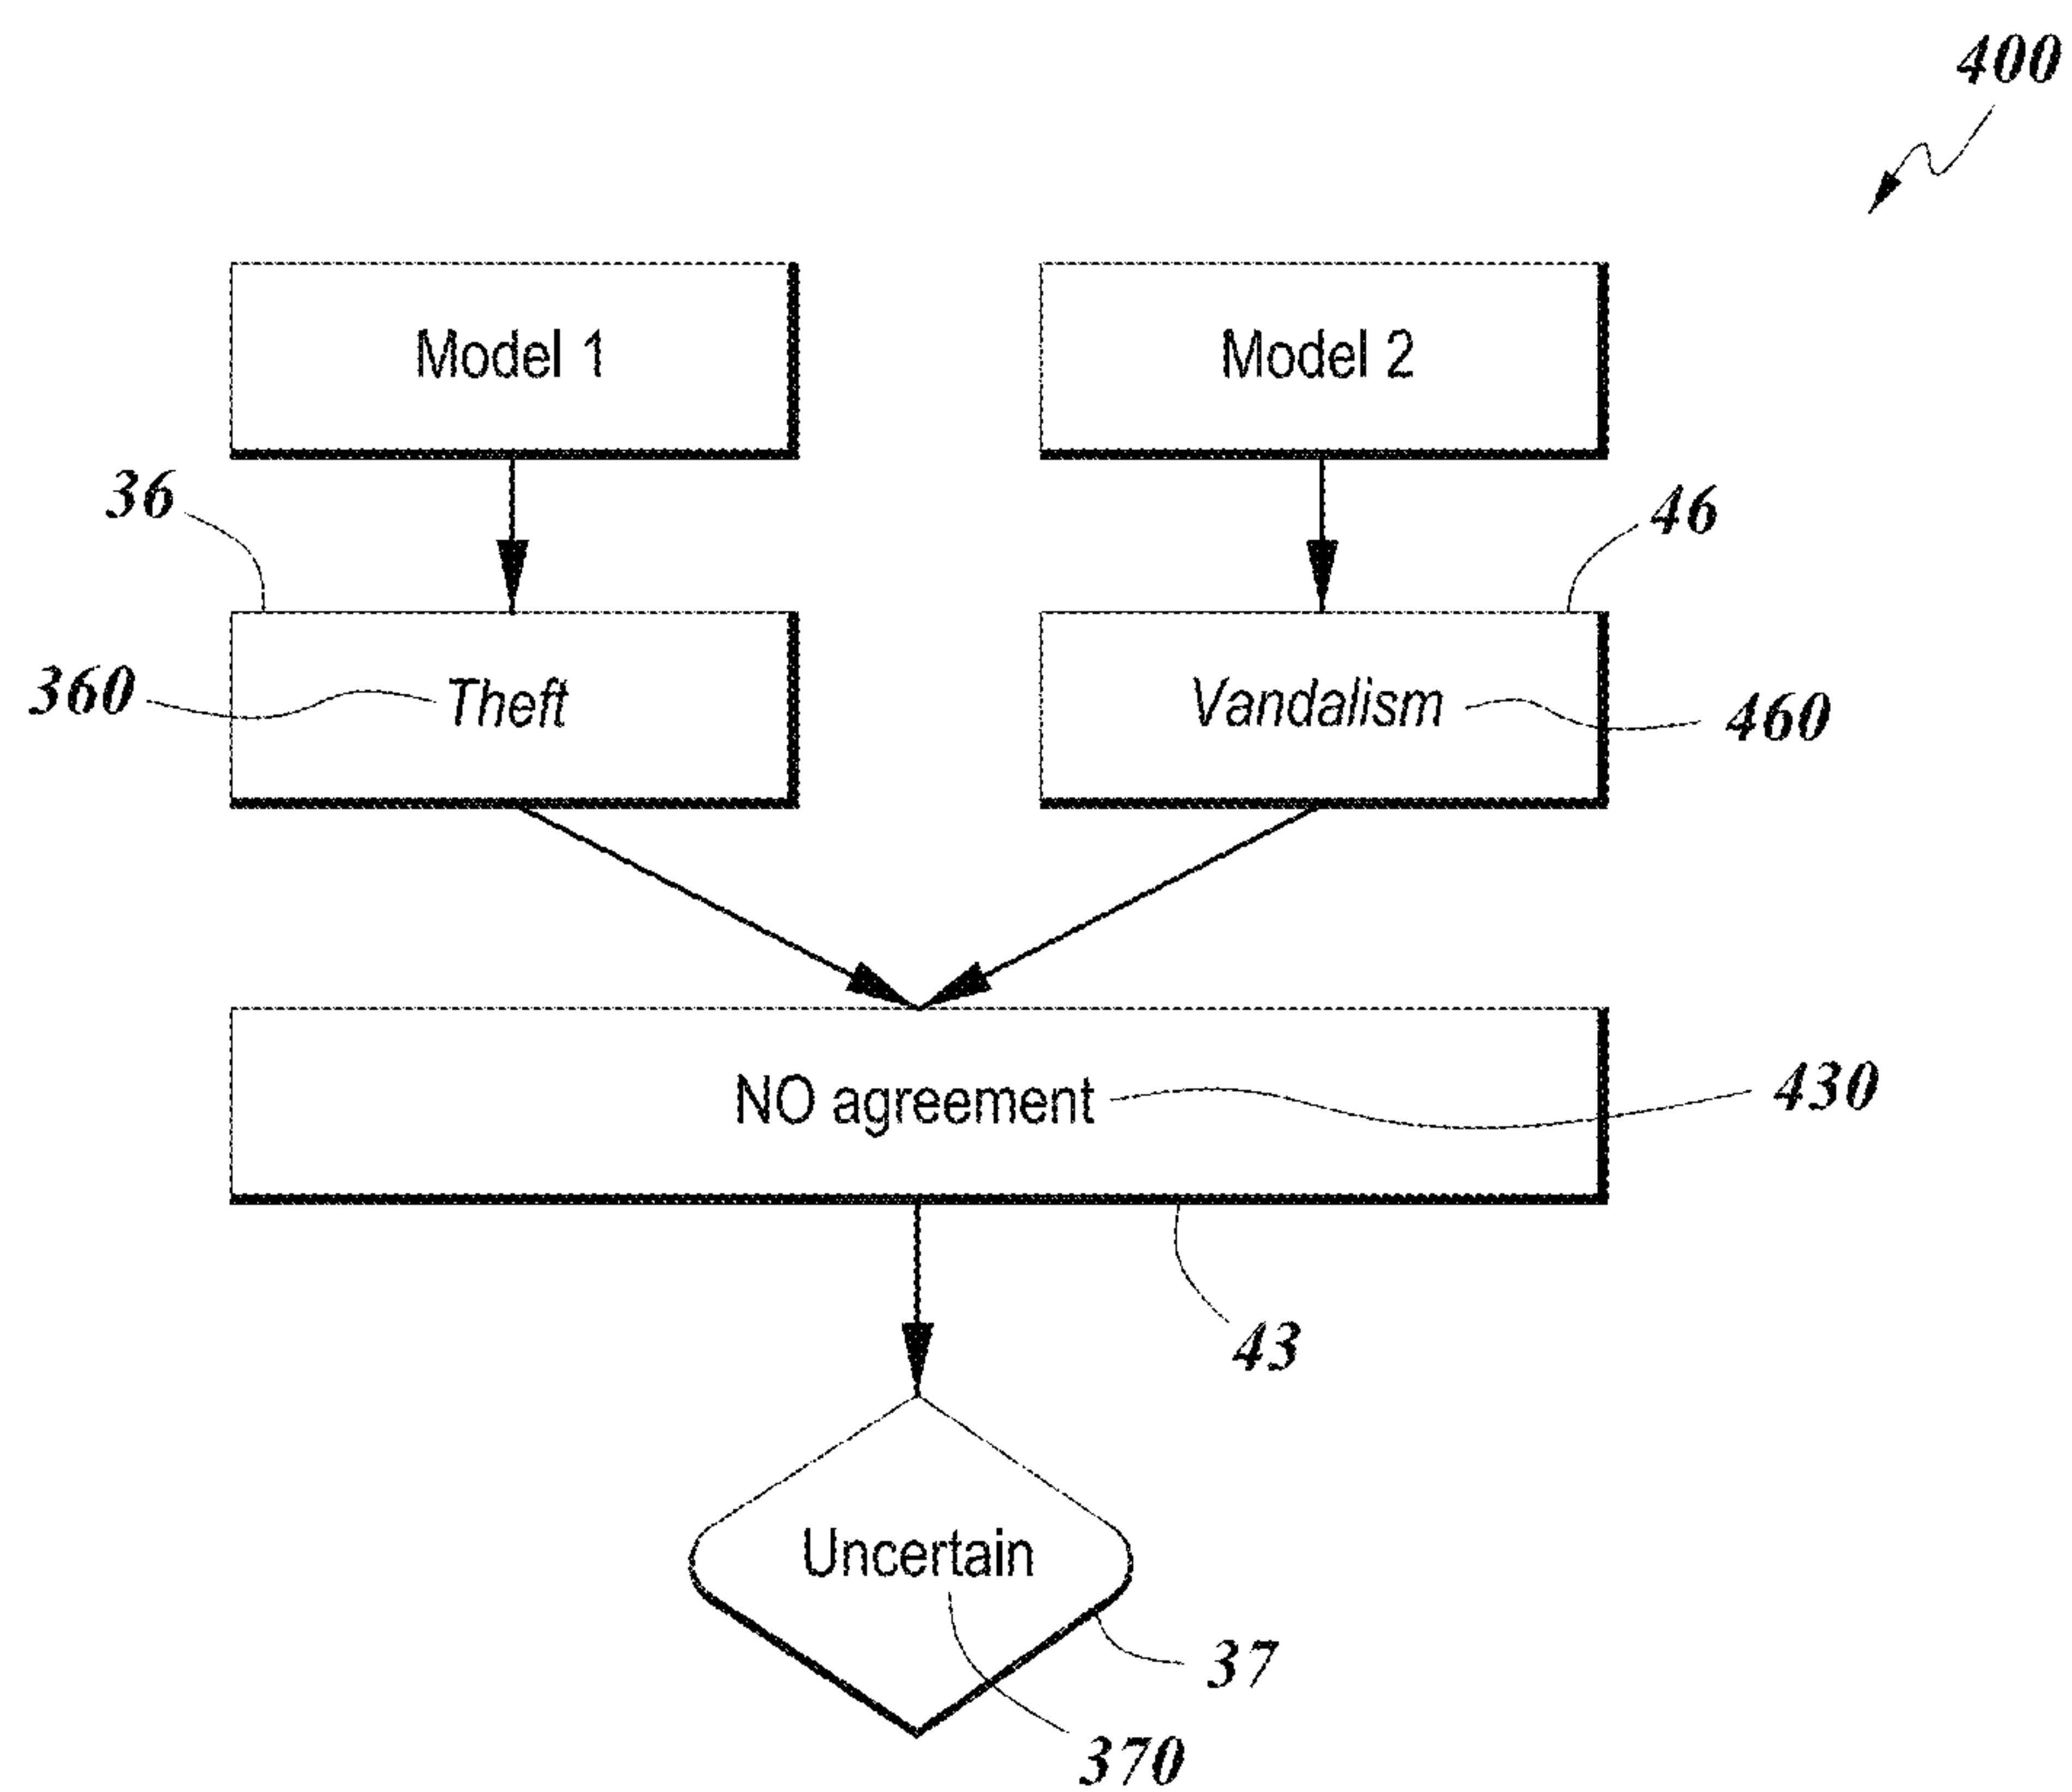 400
Model 1
Model 2
36
46
360
Theft
Vandalism
460
NO agreement
430
43
Uncertain
37
370